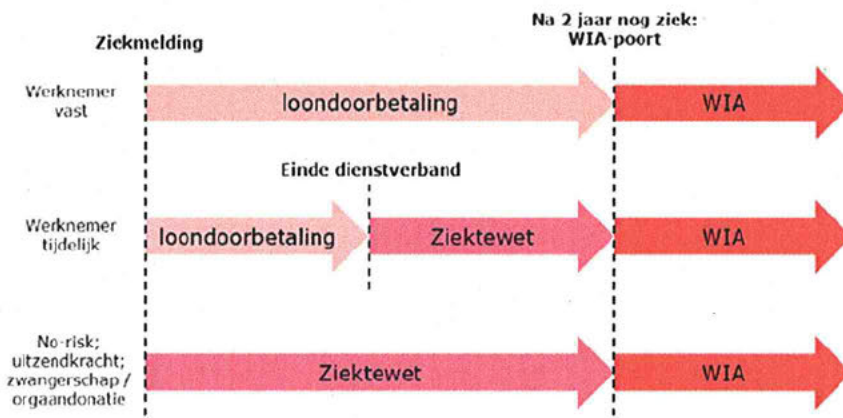 Na 2 jaar nog ziek:
Ziekmelding
WIA-poort
Werknemer
vast
loondoorbetaling
WIA
Einde dienstverband
Werknemer
tijdelijk
loondoorbetaling
Ziektewet
WIA
No-risk;
uitzendkracht;
zwangerschap /
orgaandonatie
Ziektewet
WIA